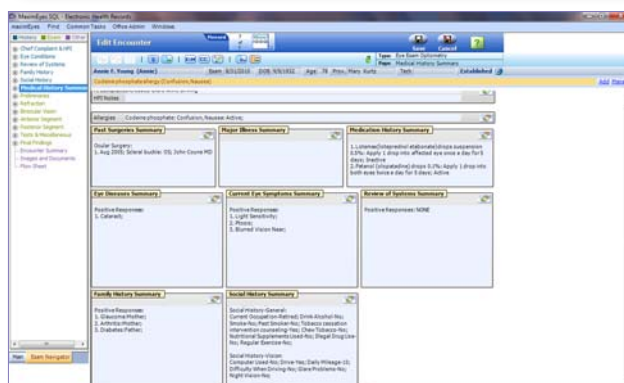 MaximEyes SQL - Electronic Health Records
maximEyes Find Common Tasks Office Admin Windows
History Exam Other
Chief Complaint & HPI
Eye Conditions
Review of Systems
Family History
Social History
Medical History Summary
Preliminaries
Refraction
Binocular Vision
Anterior Segment
Posterior Segment
Tests & Miscellaneous
Final Findings
Encounter Summary
Images and Documents
Flow Sheet
Main Exam Navigator
Edit Encounter
Save Cancel
Type Eye Exam Optometry
Page Medical History Summary
Annie F. Young (Annie) Exam 8/31/2010 Age 78 Prov. Mary Kurtz Tech Established
Codeine phosphate allergy (Confusion, Nausea)
Add
HPI Notes
Allergies Codeine phosphate: Confusion, Nausea: Active;
Past Surgeries Summary
Ocular Surgery:
1. Aug 2005: Scleral buckle: OS; John Coyne MD
Major Illness Summary
Medication History Summary
1. Lotemax(loteprednol etabonate)drops suspension
0.5%: Apply 1 drop into affected eye once a day for 5
days; Inactive
2. Patanol (olopatadine) drops 0.1%: Apply 1 drop into
both eyes twice a day for 5 days; Active
Eye Diseases Summary
Positive Responses:
1. Cataract;
Current Eye Symptoms Summary
Positive Responses:
1. Light Sensitivity;
2. Ptosis;
3. Blurred Vision Near;
Review of Systems Summary
Positive Responses: NONE
Family History Summary
Positive Responses:
1. Glaucoma:Mother;
2. Arthritis:Mother;
3. Diabetes:Father;
Social History Summary
Social History-General:
Current Occupation-Retired; Drink Alcohol-No;
Smoke-No; Past Smoker-No; Tobacco cessation
intervention counseling-Yes; Chew Tobacco-No;
Nutritional Supplements Used-No; Illegal Drug Use-
No; Regular Exercise-No;
Social History-Vision:
Computer Used-No; Drive-Yes; Daily Mileage-10;
Difficulty When Driving-No; Glare Problems-No;
Night Vision-No;